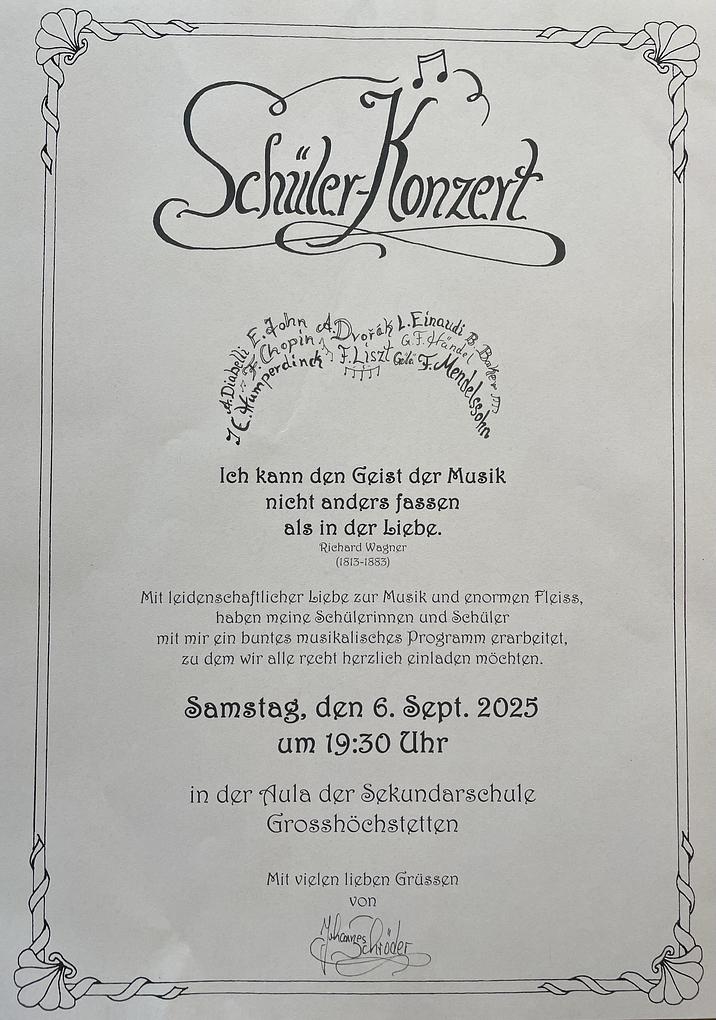 Schüler-Konzert
A.Diabelli E.John A.Dvořák L.Einaudi B.Baker
F.Chopin G.F.Händel
E.Humperdinck F.Liszt F.Mendelssohn
Ich kann den Geist der Musik
nicht anders fassen
als in der Liebe.
Richard Wagner
(1813-1883)
Mit leidenschaftlicher Liebe zur Musik und enormen Fleiss,
haben meine Schülerinnen und Schüler
mit mir ein buntes musikalisches Programm erarbeitet,
zu dem wir alle recht herzlich einladen möchten.
Samstag, den 6. Sept. 2025
um 19:30 Uhr
in der Aula der Sekundarschule
Grosshöchstetten
Mit vielen lieben Grüssen
von
Johannes Schröder